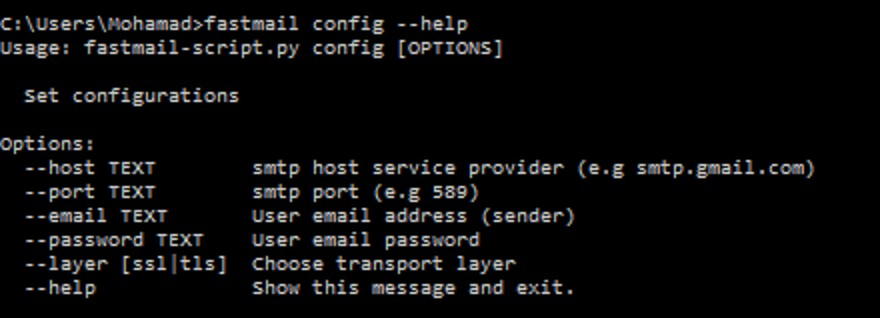 C:\Users\Mohamad>fastmail config --help
Usage: fastmail-script.py config [OPTIONS]
Set configurations
Options:
--host TEXT smtp host service provider (e.g smtp.gmail.com)
--port TEXT smtp port (e.g 589)
--email TEXT User email address (sender)
--password TEXT User email password
--layer [ssl|tls] Choose transport layer
--help Show this message and exit.